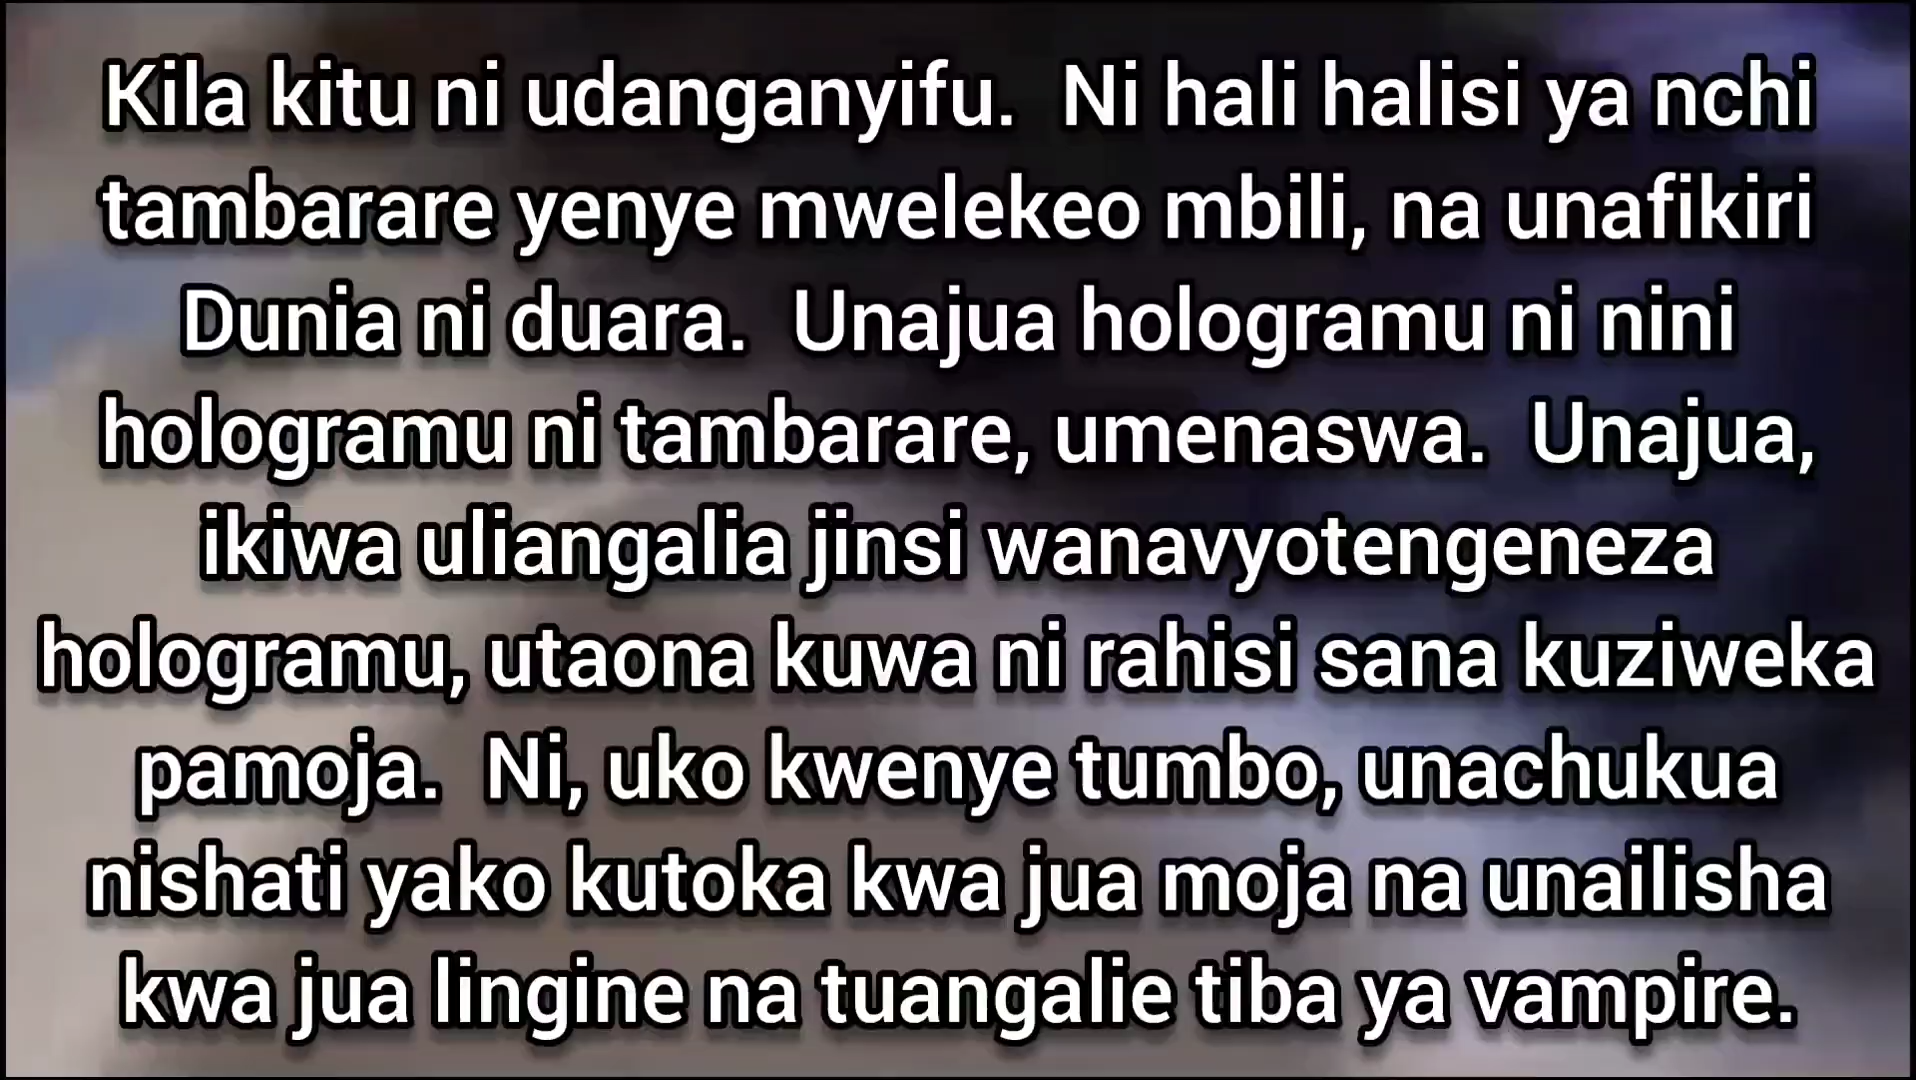 Kila kitu ni udanganyifu.  Ni hali halisi ya nchi
tambarare yenye mwelekeo mbili, na unafikiri
Dunia ni duara.  Unajua hologramu ni nini
hologramu ni tambarare, umenaswa.  Unajua,
ikiwa uliangalia jinsi wanavyotengeneza
hologramu, utaona kuwa ni rahisi sana kuziweka
pamoja.  Ni, uko kwenye tumbo, unachukua
nishati yako kutoka kwa jua moja na unailisha
kwa jua lingine na tuangalie tiba ya vampire.